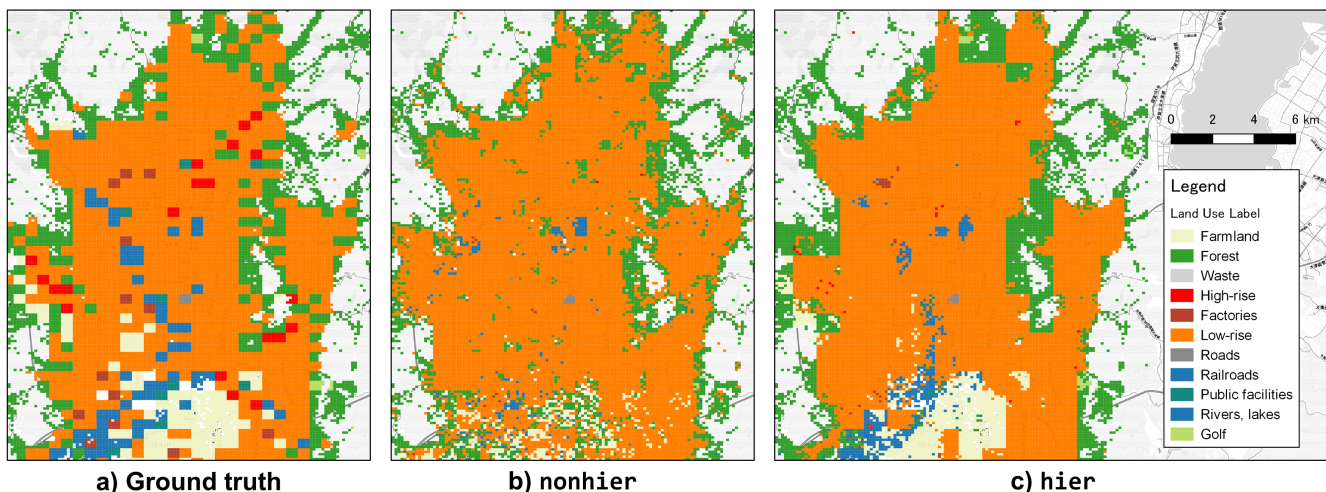 0 2 4 6 km
Legend
Land Use Label
Farmland
Forest
Waste
High-rise
Factories
Low-rise
Roads
Railroads
Public facilities
Rivers, lakes
Golf
a) Ground truth
b) nonhier
c) hier